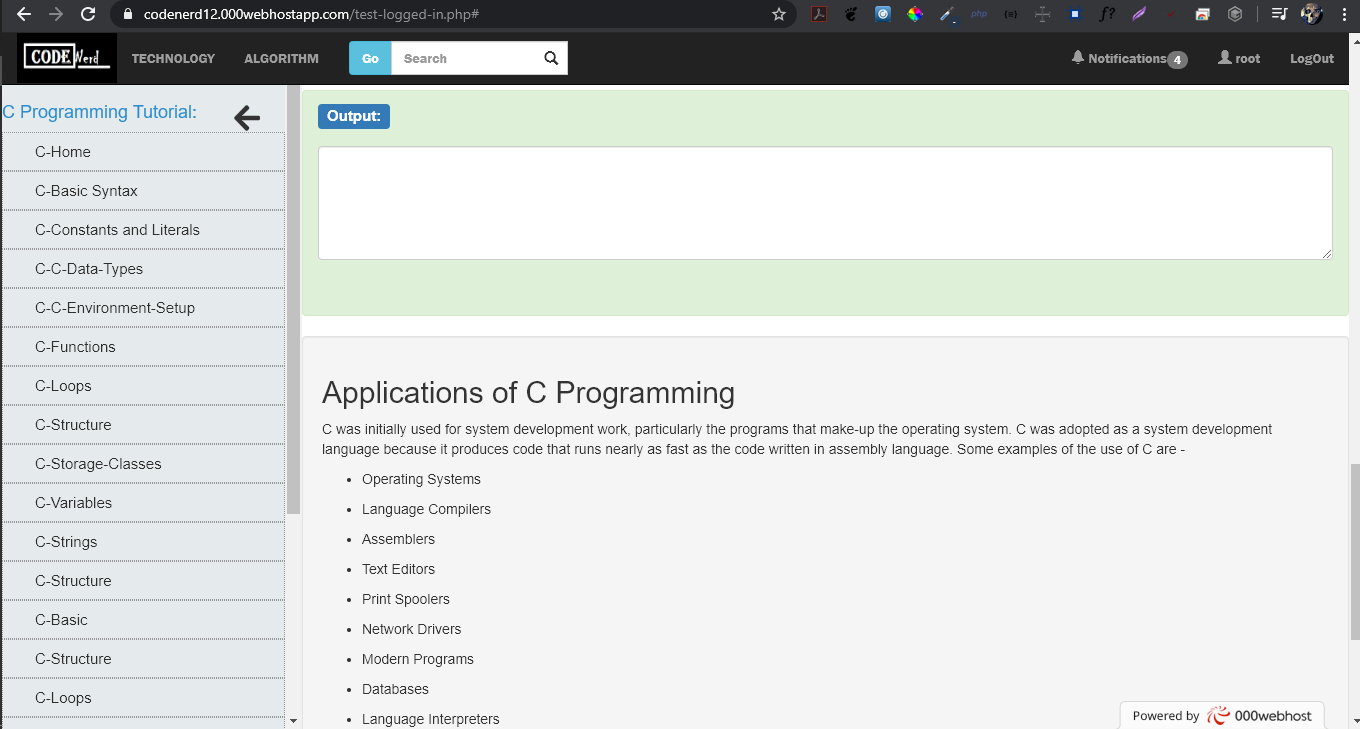 codenerd12.000webhostapp.com/test-logged-in.php#
php
f?
CODE Nerd
TECHNOLOGY
ALGORITHM
Go
Search
Notifications 4
root
LogOut
C Programming Tutorial:
C-Home
C-Basic Syntax
C-Constants and Literals
C-C-Data-Types
C-C-Environment-Setup
C-Functions
C-Loops
C-Structure
C-Storage-Classes
C-Variables
C-Strings
C-Structure
C-Basic
C-Structure
C-Loops
Output:
Applications of C Programming
C was initially used for system development work, particularly the programs that make-up the operating system. C was adopted as a system development
language because it produces code that runs nearly as fast as the code written in assembly language. Some examples of the use of C are -
• Operating Systems
• Language Compilers
• Assemblers
• Text Editors
• Print Spoolers
• Network Drivers
• Modern Programs
• Databases
• Language Interpreters
Powered by 000webhost